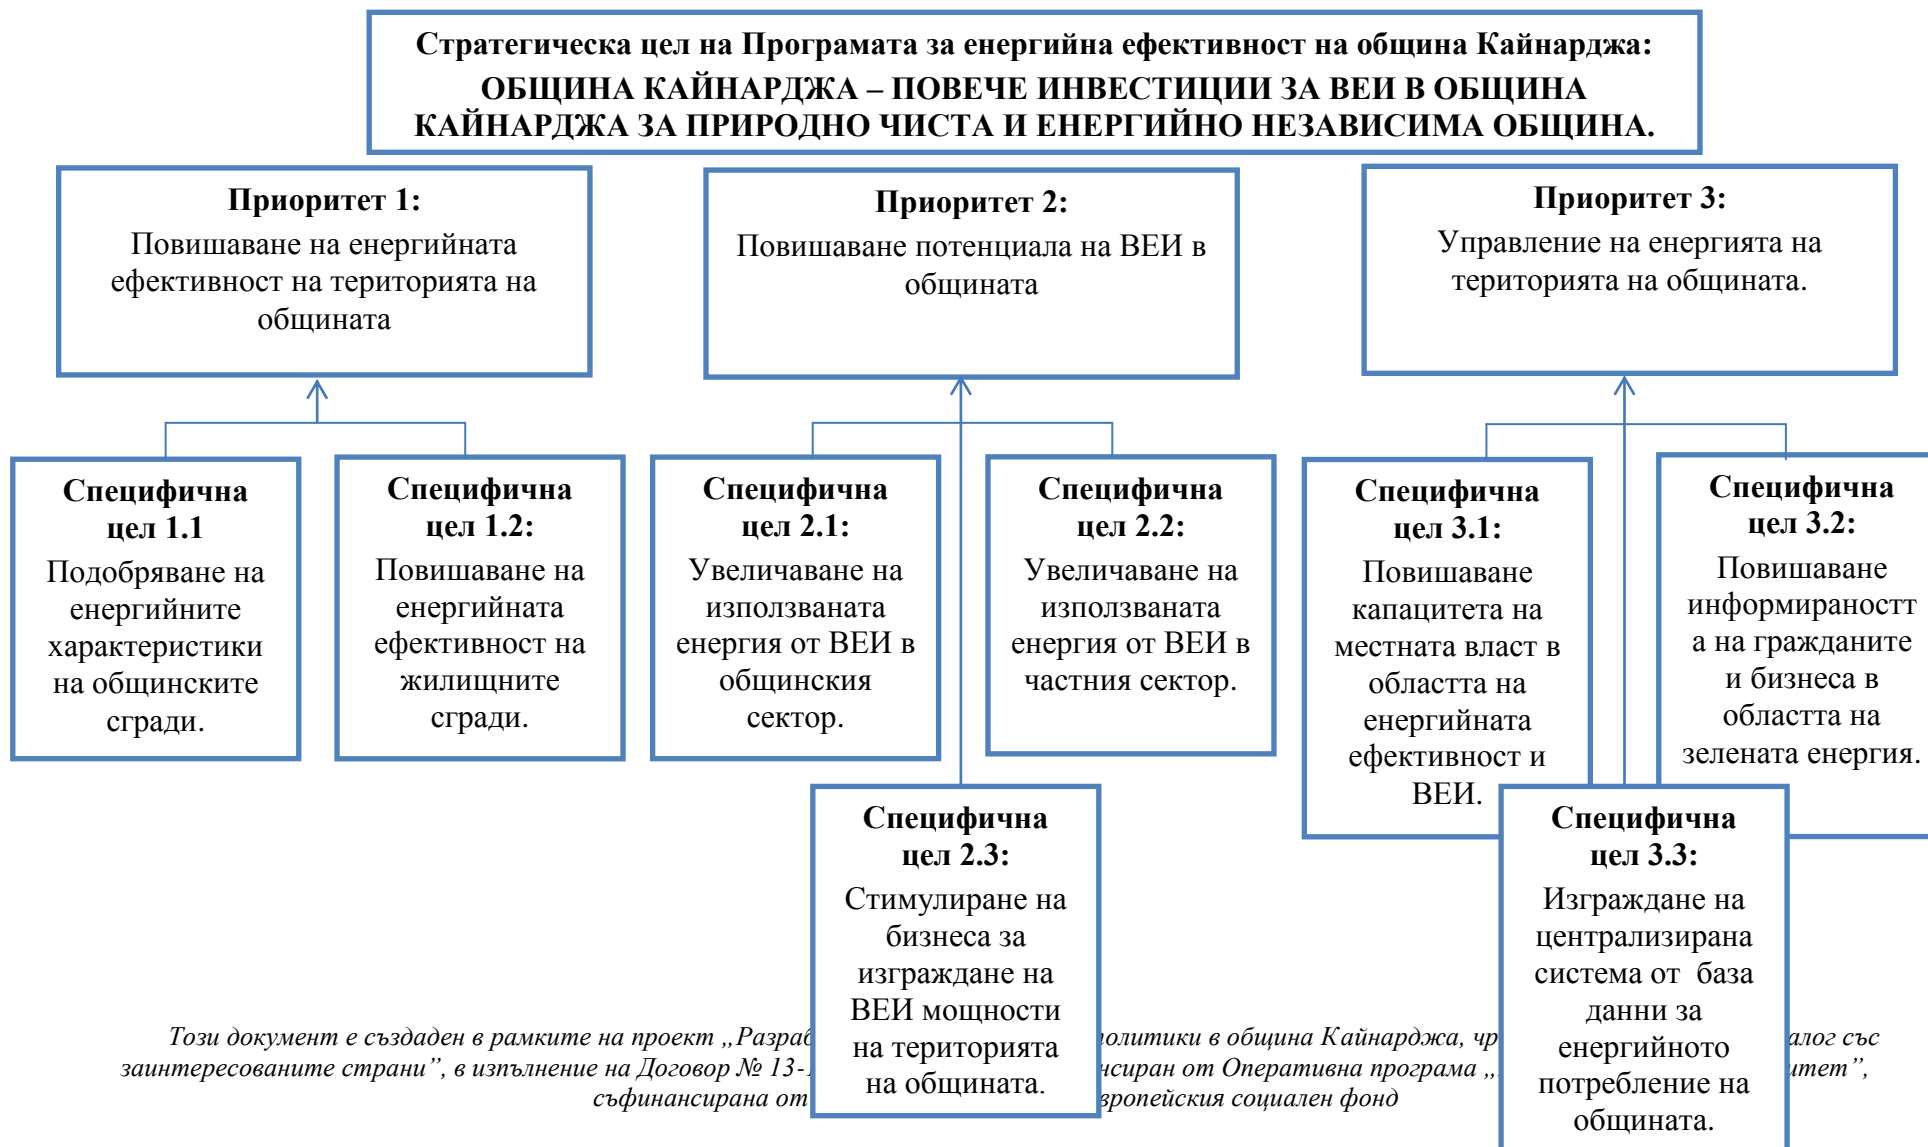 Стратегическа цел на Програмата за енергийна ефективност на община Кайнарджа:
ОБЩИНА КАЙНАРДЖА – ПОВЕЧЕ ИНВЕСТИЦИИ ЗА ВЕИ В ОБЩИНА
КАЙНАРДЖА ЗА ПРИРОДНО ЧИСТА И ЕНЕРГИЙНО НЕЗАВИСИМА ОБЩИНА.
Приоритет 1:
Повишаване на енергийната
ефективност на територията на
общината
Приоритет 2:
Повишаване потенциала на ВЕИ в
общината
Приоритет 3:
Управление на енергията на
територията на общината.
Специфична
цел 1.1
Подобряване на
енергийните
характеристики
на общинските
сгради.
Специфична
цел 1.2:
Повишаване на
енергийната
ефективност на
жилищните
сгради.
Специфична
цел 2.1:
Увеличаване на
използваната
енергия от ВЕИ в
общинския
сектор.
Специфична
цел 2.2:
Увеличаване на
използваната
енергия от ВЕИ в
частния сектор.
Специфична
цел 3.1:
Повишаване
капацитета на
местната власт в
областта на
енергийната
ефективност и
ВЕИ.
Специфична
цел 3.2:
Повишаване
информираностт
а на гражданите
и бизнеса в
областта на
зелената енергия.
Специфична
цел 2.3:
Стимулиране на
бизнеса за
изграждане на
ВЕИ мощности
на територията
на общината.
Специфична
цел 3.3:
Изграждане на
централизирана
система от база
данни за
енергийното
потребление на
общината.
Този документ е създаден в рамките на проект „Разраб олитики в община Кайнарджа, чр алог със
заинтересованите страни”, в изпълнение на Договор № 13- нсиран от Оперативна програма „ итет”,
съфинансирана от вропейския социален фонд